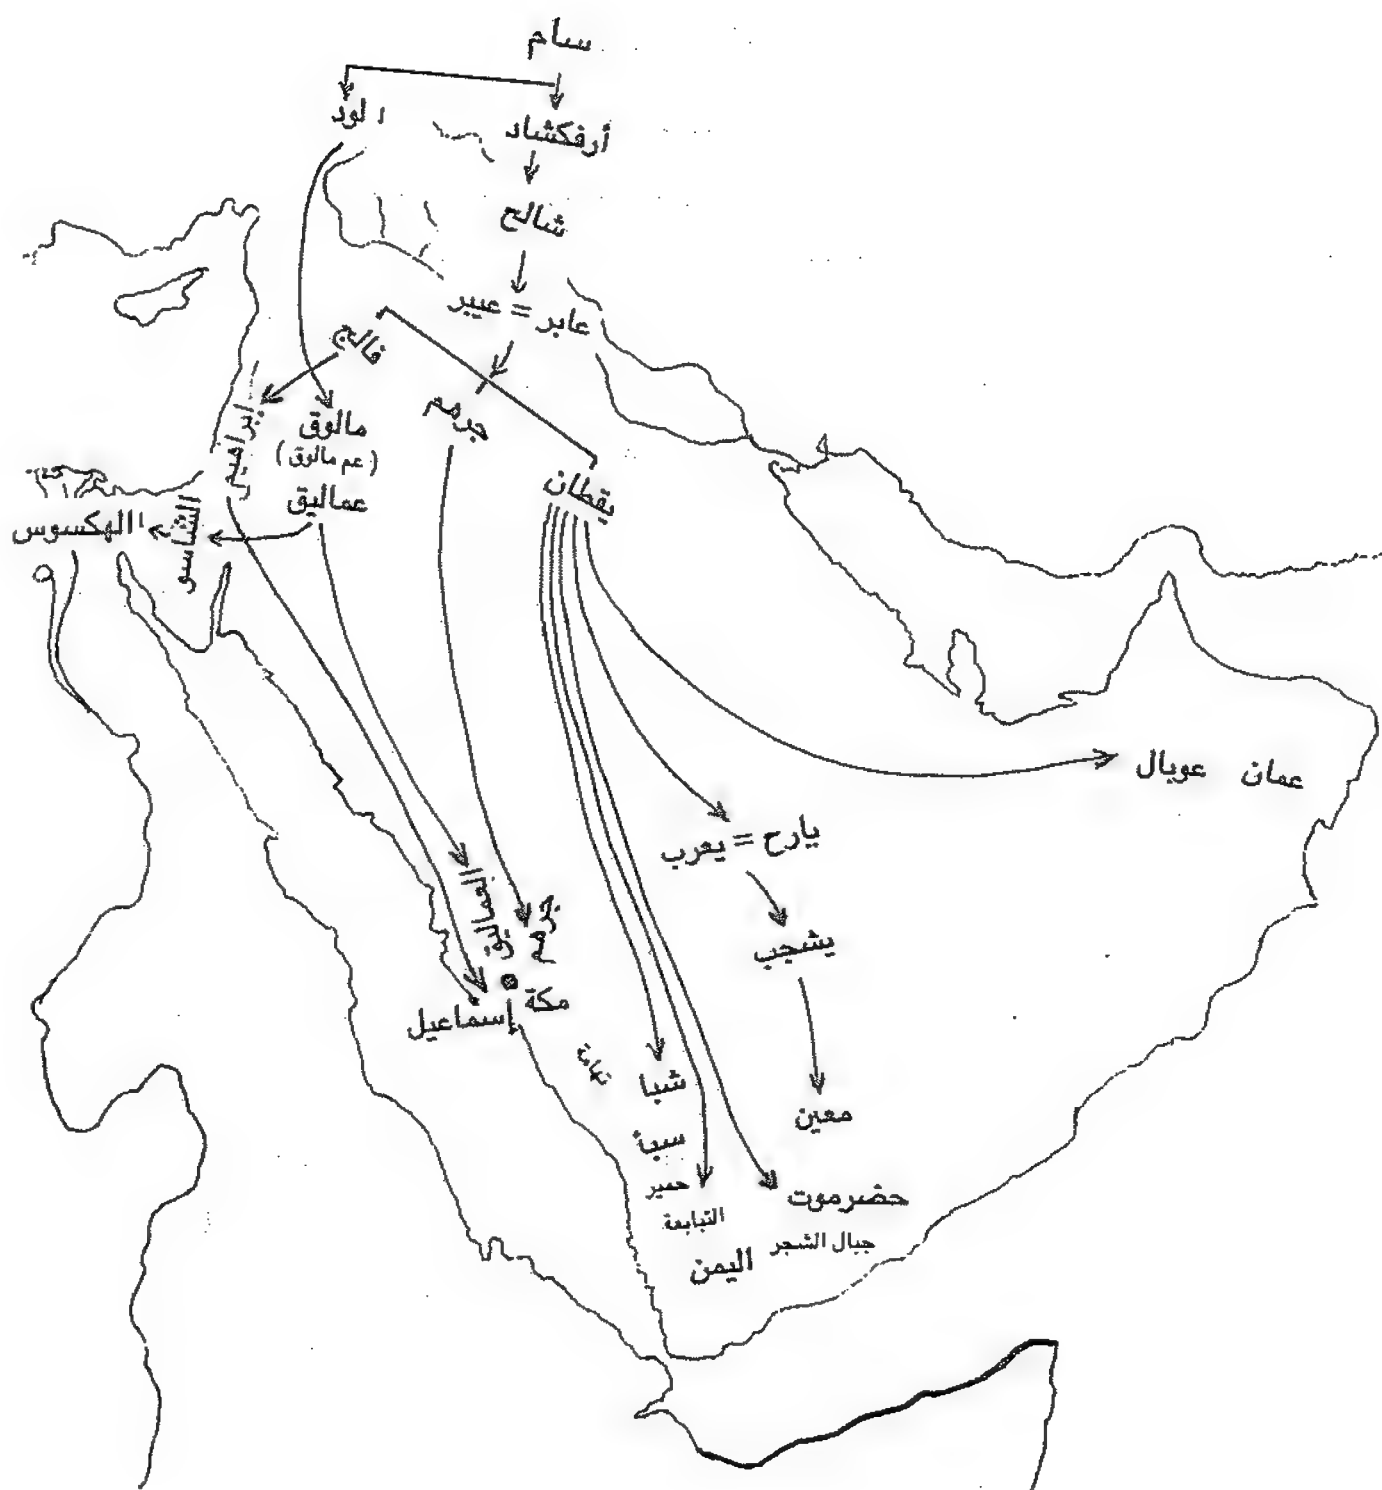 سام
لود
أرفكشاد
شالح
عابر = عيبر
فالج
جرهم
يقطان
إبراهيم
مالوق
(عم مالوق)
عماليق
الشاسو
الهكسوس
عمان
عوبال
يارح = يعرب
يشجب
معين
العماليق
جرهم
مكة
إسماعيل
تهامة
شبا
سبأ
حمير
التبابعة
اليمن
حضرموت
جبال الشجر